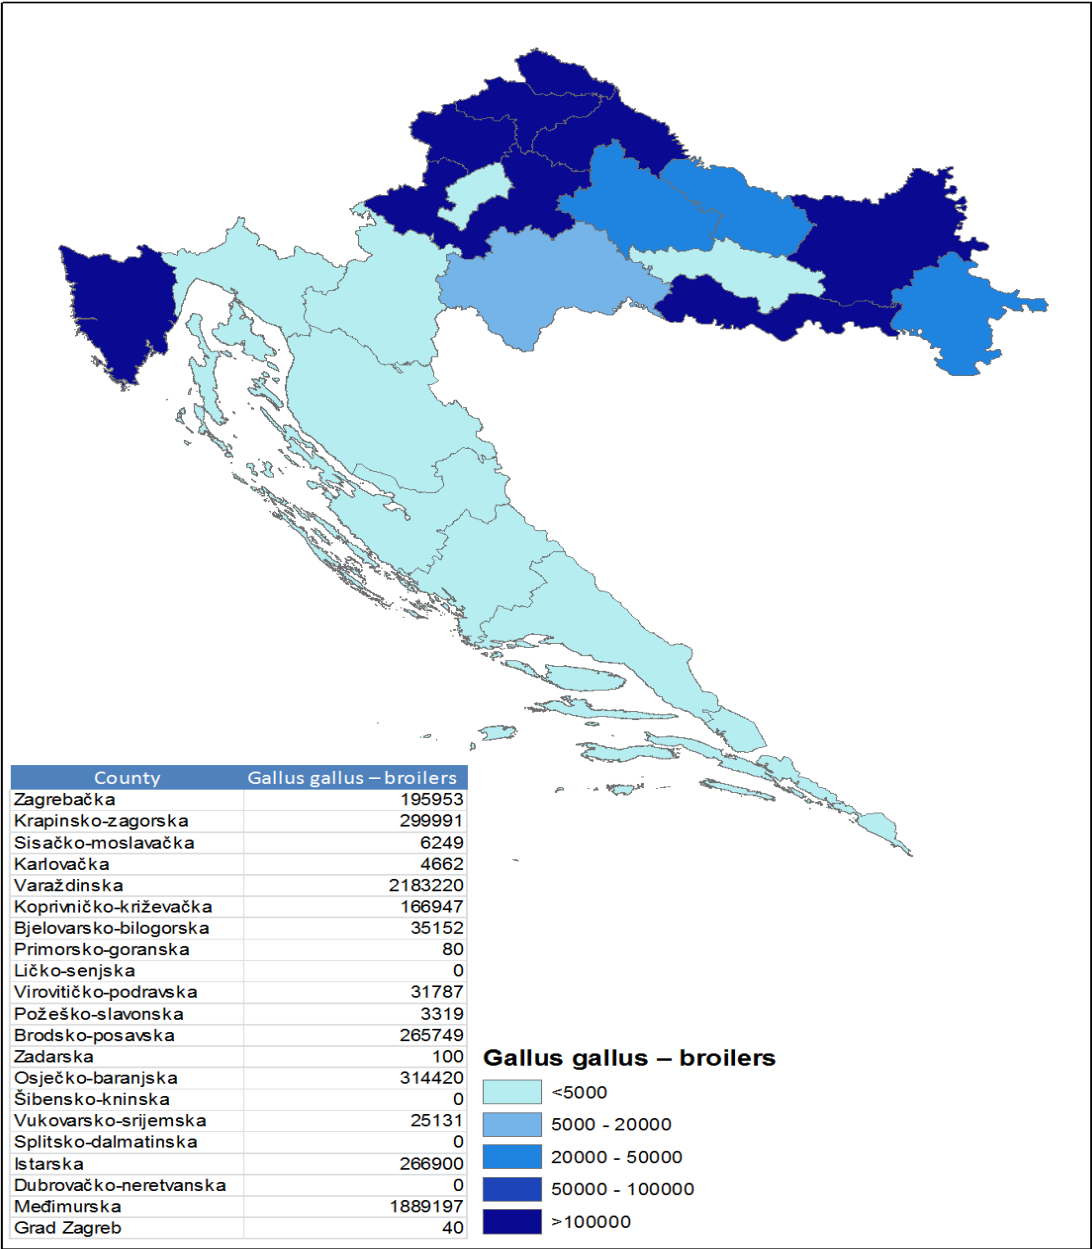 County Gallus gallus – broilers
Zagrebačka 195953
Krapinsko-zagorska 299991
Sisačko-moslavačka 6249
Karlovačka 4662
Varaždinska 2183220
Koprivničko-križevačka 166947
Bjelovarsko-bilogorska 35152
Primorsko-goranska 80
Ličko-senjska 0
Virovitičko-podravska 31787
Požeško-slavonska 3319
Brodsko-posavska 265749
Zadarska 100
Osječko-baranjska 314420
Šibensko-kninska 0
Vukovarsko-srijemska 25131
Splitsko-dalmatinska 0
Istarska 266900
Dubrovačko-neretvanska 0
Međimurska 1889197
Grad Zagreb 40
Gallus gallus – broilers
<5000
5000 - 20000
20000 - 50000
50000 - 100000
>100000